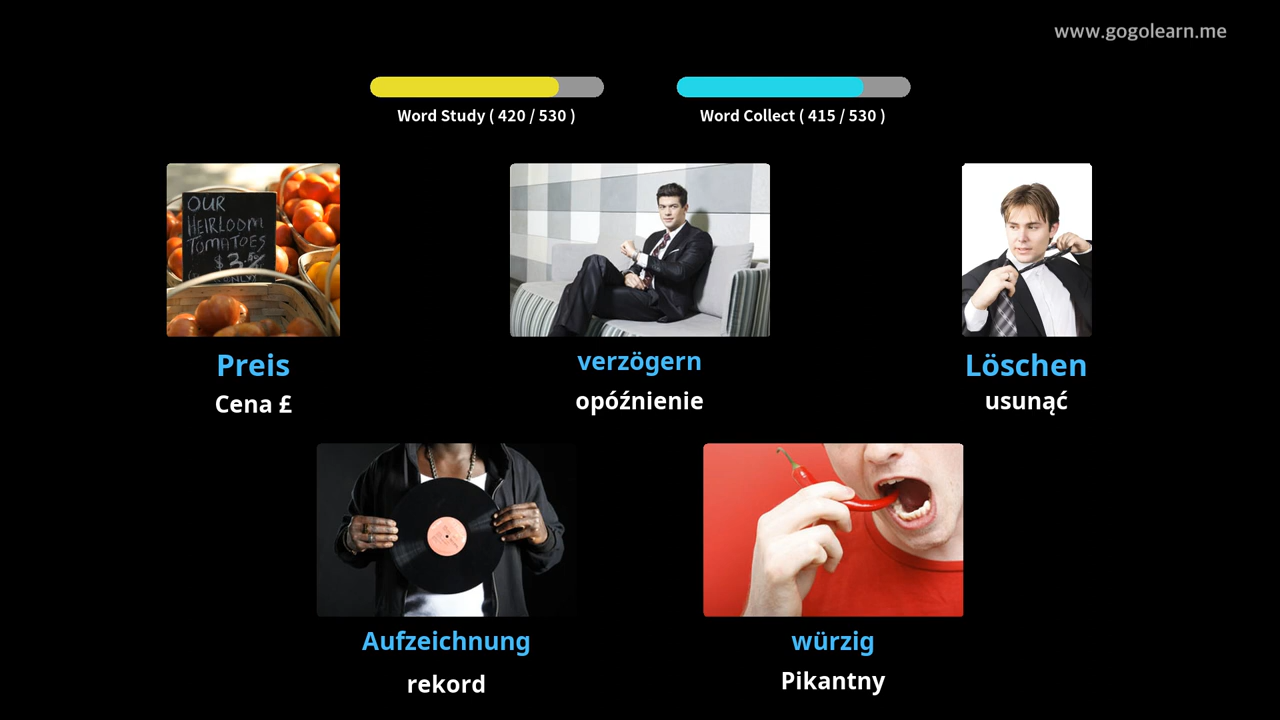 www.gogolearn.me
Word Study ( 420 / 530 )
Word Collect ( 415 / 530 )
OUR
HEIRLOOM
TOMATOES
Preis
Cena £
verzögern
opóźnienie
Löschen
usunąć
Aufzeichnung
rekord
würzig
Pikantny